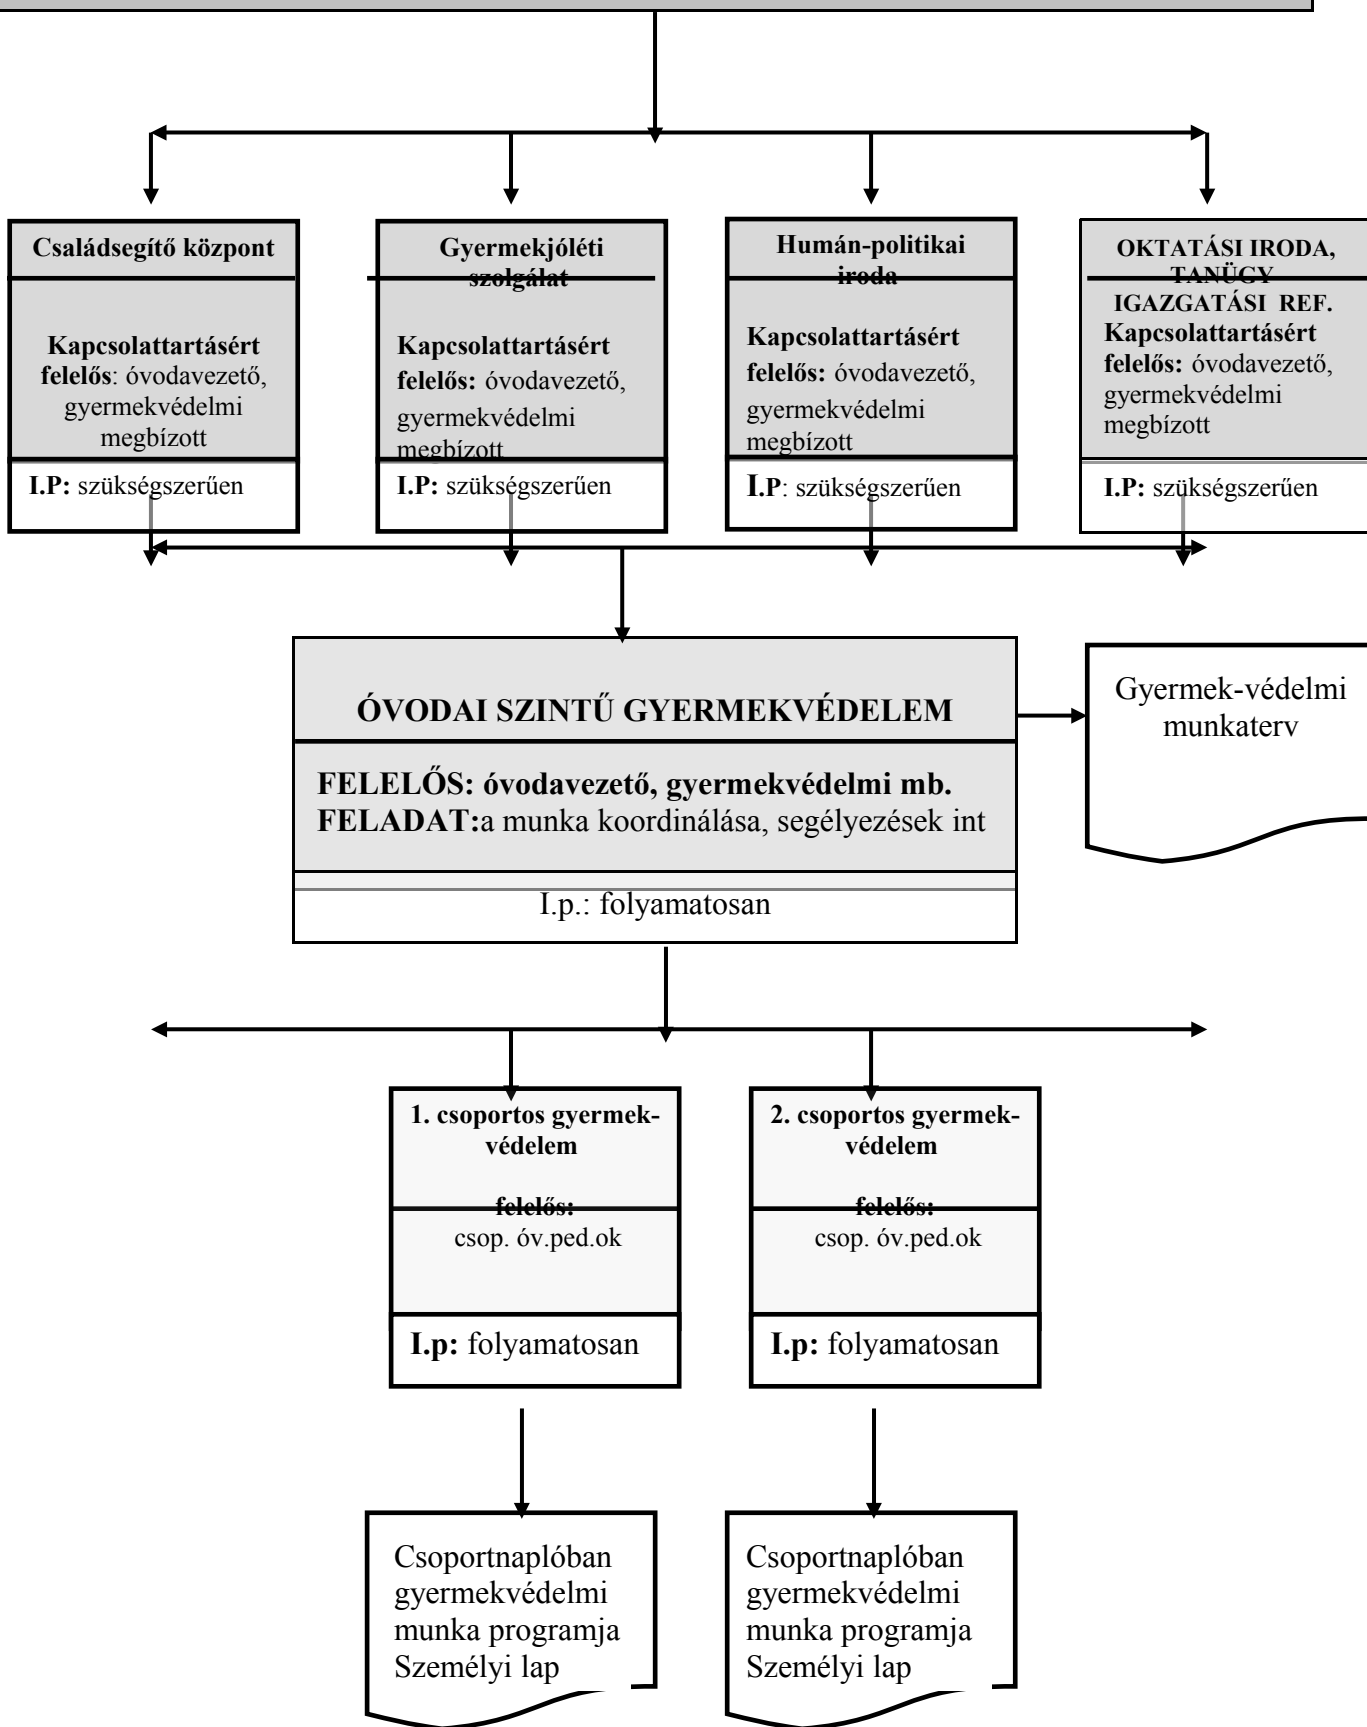 Családsegítő központ
Kapcsolattartásért
felelős: óvodavezető,
gyermekvédelmi
megbízott
I.P: szükségszerűen
Gyermekjóléti
szolgálat
Kapcsolattartásért
felelős: óvodavezető,
gyermekvédelmi
megbízott
I.P: szükségszerűen
Humán-politikai
iroda
Kapcsolattartásért
felelős: óvodavezető,
gyermekvédelmi
megbízott
I.P: szükségszerűen
OKTATÁSI IRODA,
TANÜGY
IGAZGATÁSI REF.
Kapcsolattartásért
felelős: óvodavezető,
gyermekvédelmi
megbízott
I.P: szükségszerűen
ÓVODAI SZINTŰ GYERMEKVÉDELEM
FELELŐS: óvodavezető, gyermekvédelmi mb.
FELADAT:a munka koordinálása, segélyezések int
I.p.: folyamatosan
Gyermek-védelmi
munkaterv
1. csoportos gyermek-
védelem
felelős:
csop. óv.ped.ok
I.p: folyamatosan
2. csoportos gyermek-
védelem
felelős:
csop. óv.ped.ok
I.p: folyamatosan
Csoportnaplóban
gyermekvédelmi
munka programja
Személyi lap
Csoportnaplóban
gyermekvédelmi
munka programja
Személyi lap